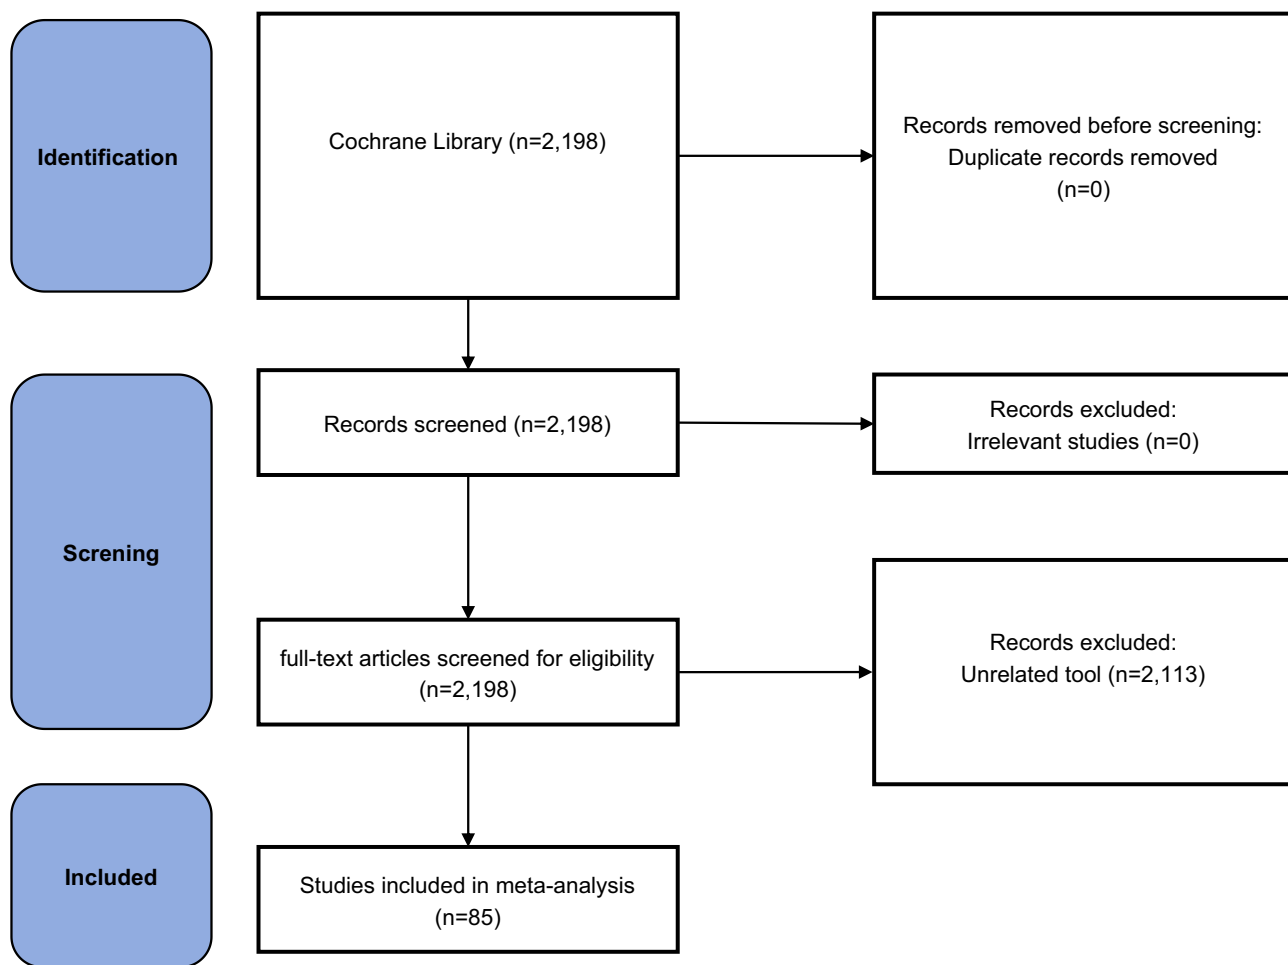 Identification
Cochrane Library (n=2,198)
Records removed before screening:
Duplicate records removed
(n=0)
Screning
Records screened (n=2,198)
Records excluded:
Irrelevant studies (n=0)
full-text articles screened for eligibility
(n=2,198)
Records excluded:
Unrelated tool (n=2,113)
Included
Studies included in meta-analysis
(n=85)